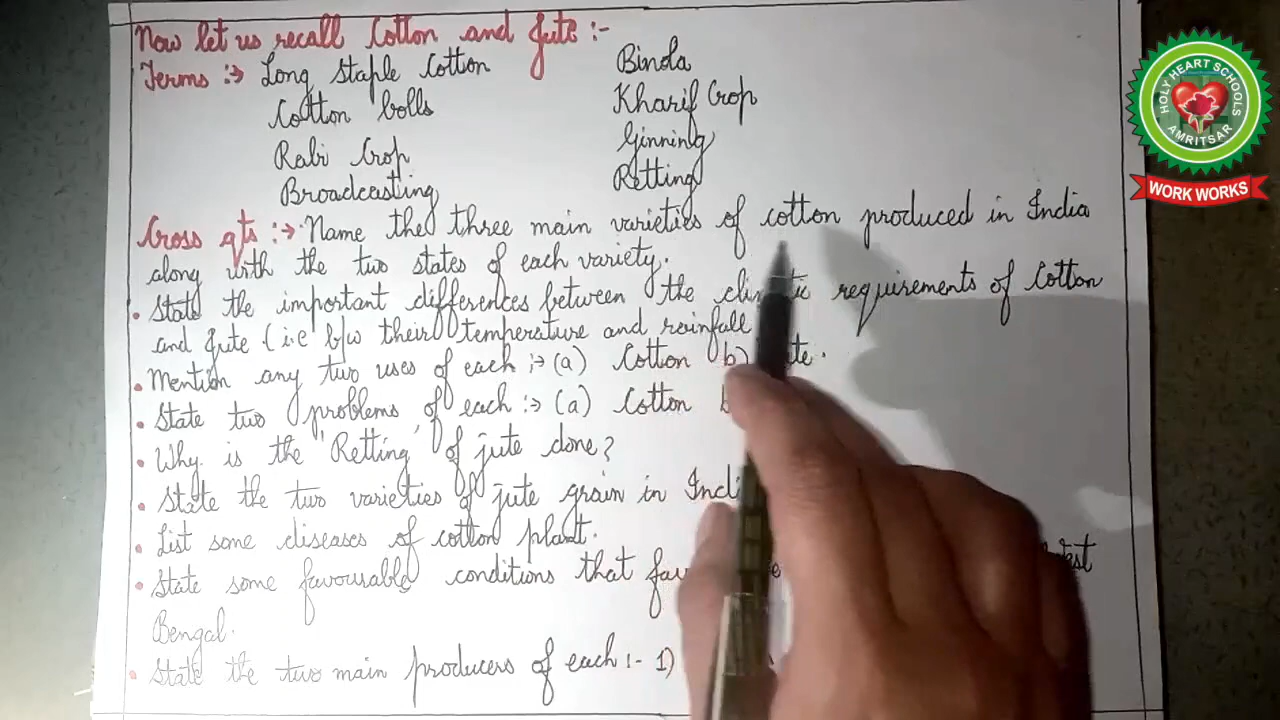 Now let us recall Cotton and Jute :-
Terms :-> Long Staple Cotton Binola
Cotton bolls Kharif Crop
Rabi Crop Ginning
Broadcasting Retting
Cross qts :-> Name the three main varieties of cotton produced in India
along with the two states of each variety.
• State the important differences between the climatic requirements of Cotton
and Jute (i.e b/w their temperature and rainfall
• Mention any two uses of each :-> (a) Cotton b)
• State two problems of each :-> (a) Cotton
• Why is the 'Retting' of jute done?
• State the two varieties of jute grain in
• List some diseases of cotton plant.
• State some favourable conditions that
Bengal.
• State the two main producers of each :- 1)
HOLY HEART SCHOOLS
AMRITSAR
WORK WORKS